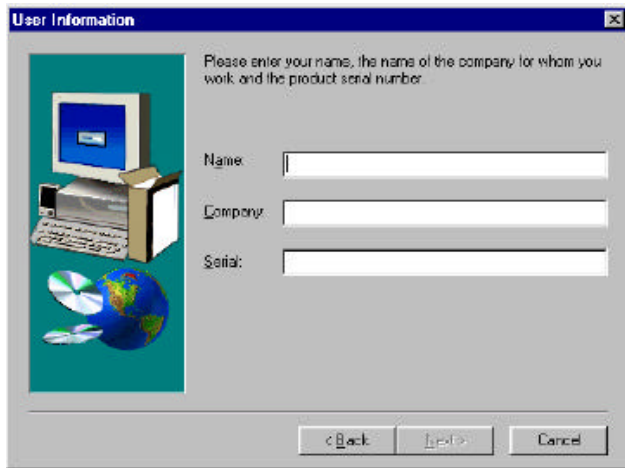 User Information
Please enter your name, the name of the company for whom you
work and the product serial number.
Name:
Company:
Serial:
< Back
Next >
Cancel